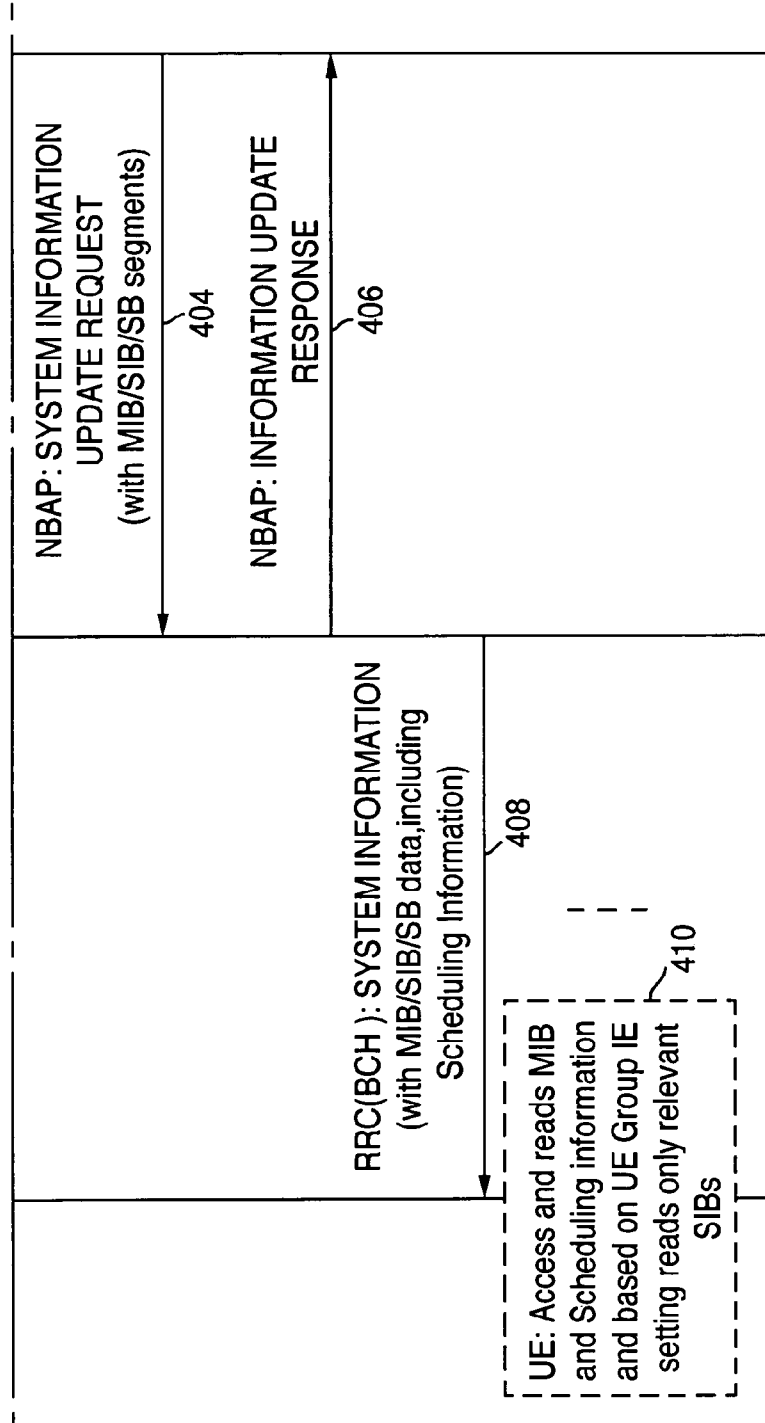 NBAP: SYSTEM INFORMATION
UPDATE REQUEST
(with MIB/SIB/SB segments)
404
NBAP: INFORMATION UPDATE
RESPONSE
406
RRC(BCH ): SYSTEM INFORMATION
(with MIB/SIB/SB data,including
Scheduling Information)
408
410
UE: Access and reads MIB
and Scheduling information
and based on UE Group IE
setting reads only relevant
SIBs